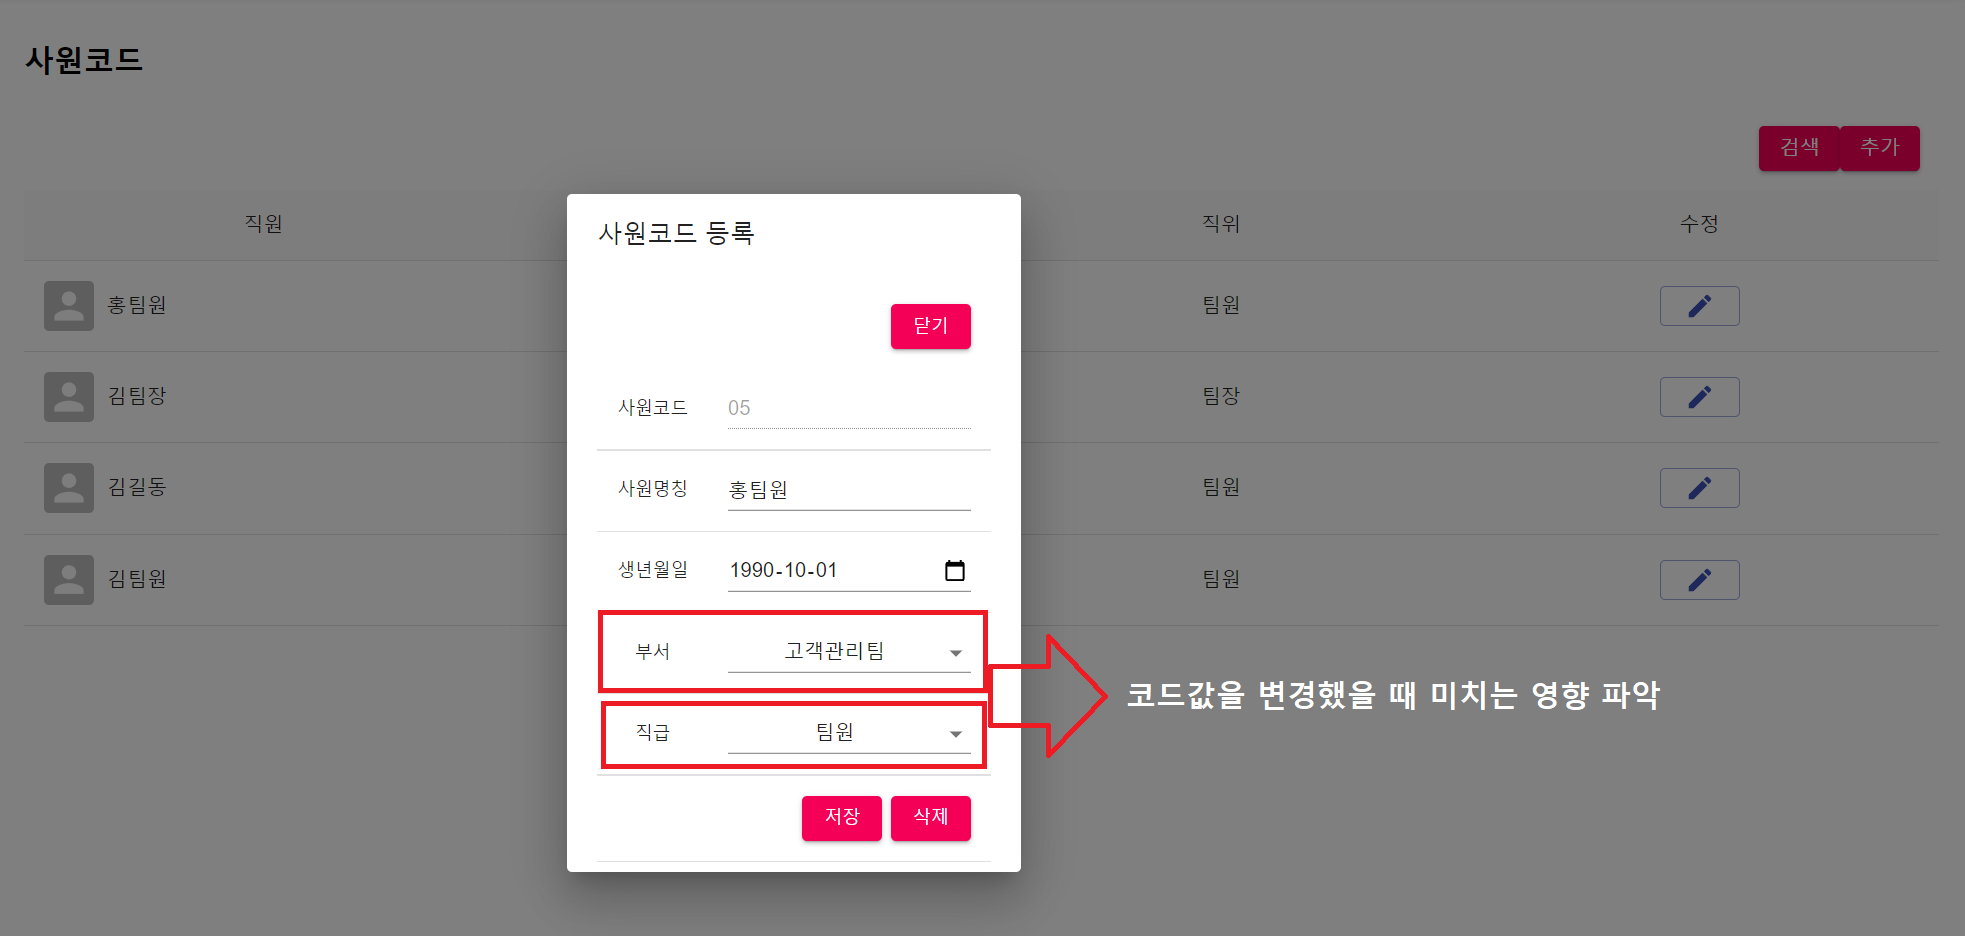 사원코드
검색 추가
직원 직위 수정
홍팀원 팀원
김팀장 팀장
김길동 팀원
김팀원 팀원
사원코드 등록
닫기
사원코드 05
사원명칭 홍팀원
생년월일 1990-10-01
부서 고객관리팀
직급 팀원
저장 삭제
코드값을 변경했을 때 미치는 영향 파악